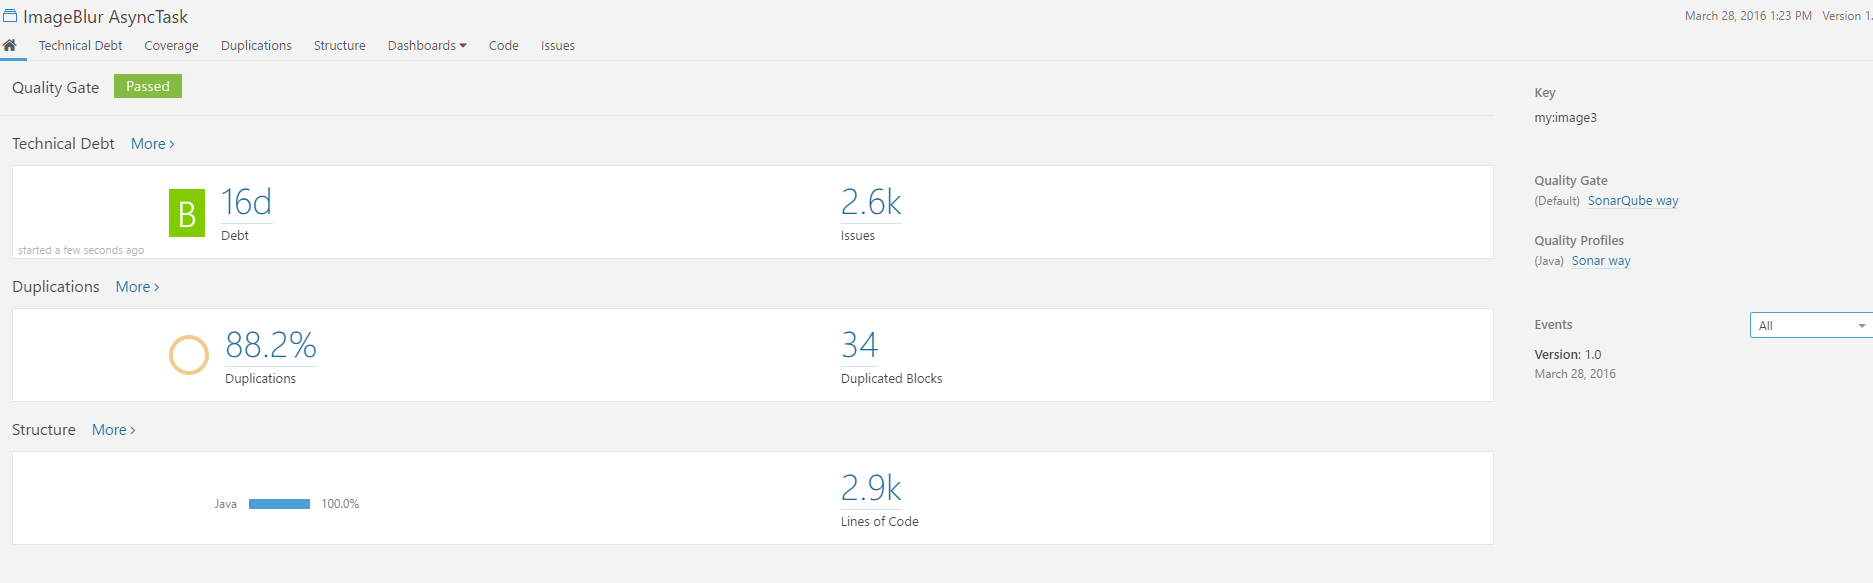 ImageBlur AsyncTask
March 28, 2016 1:23 PM Version 1.
Technical Debt Coverage Duplications Structure Dashboards Code Issues
Quality Gate Passed
Technical Debt More
B 16d
Debt
2.6k
Issues
started a few seconds ago
Duplications More
88.2%
Duplications
34
Duplicated Blocks
Structure More
Java 100.0%
2.9k
Lines of Code
Key
my:image3
Quality Gate
(Default) SonarQube way
Quality Profiles
(Java) Sonar way
Events All
Version: 1.0
March 28, 2016